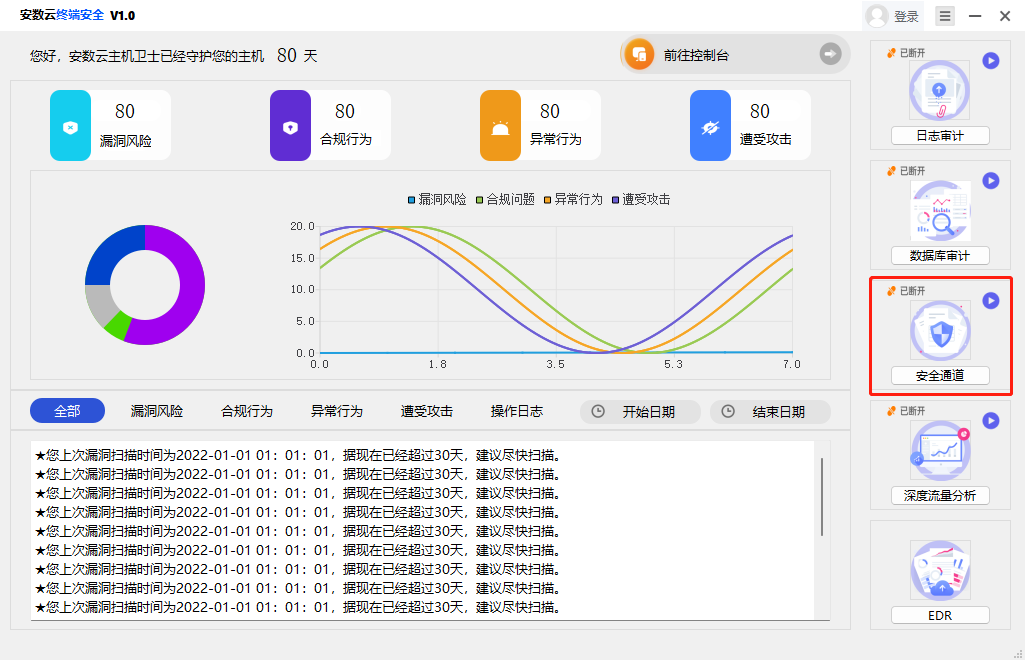 安数云终端安全 V1.0
登录
您好，安数云主机卫士已经守护您的主机 80 天
前往控制台
80
漏洞风险
80
合规行为
80
异常行为
80
遭受攻击
漏洞风险 合规问题 异常行为 遭受攻击
20.0
15.0
10.0
5.0
0.0
0.0 1.8 3.5 5.3 7.0
全部 漏洞风险 合规行为 异常行为 遭受攻击 操作日志 开始日期 结束日期
★您上次漏洞扫描时间为2022-01-01 01：01：01，据现在已经超过30天，建议尽快扫描。
★您上次漏洞扫描时间为2022-01-01 01：01：01，据现在已经超过30天，建议尽快扫描。
★您上次漏洞扫描时间为2022-01-01 01：01：01，据现在已经超过30天，建议尽快扫描。
★您上次漏洞扫描时间为2022-01-01 01：01：01，据现在已经超过30天，建议尽快扫描。
★您上次漏洞扫描时间为2022-01-01 01：01：01，据现在已经超过30天，建议尽快扫描。
★您上次漏洞扫描时间为2022-01-01 01：01：01，据现在已经超过30天，建议尽快扫描。
★您上次漏洞扫描时间为2022-01-01 01：01：01，据现在已经超过30天，建议尽快扫描。
★您上次漏洞扫描时间为2022-01-01 01：01：01，据现在已经超过30天，建议尽快扫描。
★您上次漏洞扫描时间为2022-01-01 01：01：01，据现在已经超过30天，建议尽快扫描。
已断开
日志审计
已断开
数据库审计
已断开
安全通道
已断开
深度流量分析
EDR